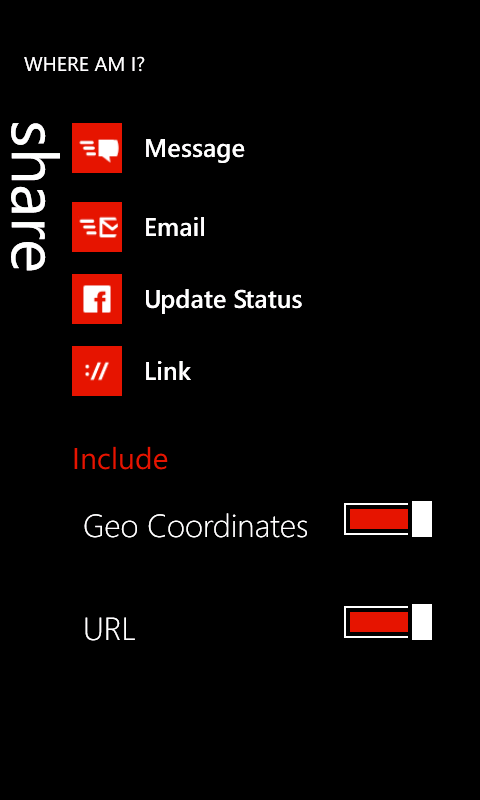 WHERE AM I?
share
Message
Email
Update Status
Link
Include
Geo Coordinates
URL